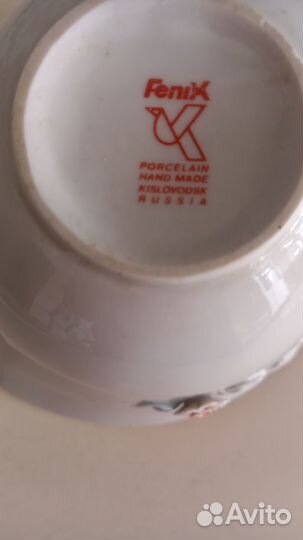 FeniX
PORCELAIN
HAND MADE
KISLOVODSK
RUSSIA
Avito